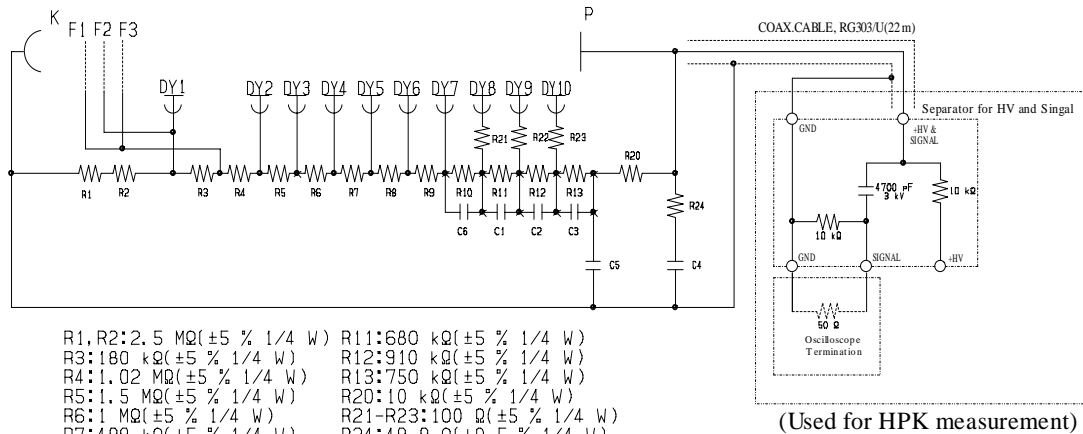 K
F1 F2 F3
P
COAX.CABLE, RG303/U(22m)
DY1
DY2 DY3 DY4 DY5 DY6 DY7 DY8 DY9 DY10
Separator for HV and Singal
GND
+HV &
SIGNAL
R21 R22 R23
R20
R1 R2 R3 R4 R5 R6 R7 R8 R9 R10 R11 R12 R13
R24
4700 pF
3 kV
10 kΩ
10 kΩ
C6 C1 C2 C3
C5
C4
GND
SIGNAL
+HV
50 Ω
Oscilloscope
Termination
R1,R2:2.5 MΩ(±5 % 1/4 W) R11:680 kΩ(±5 % 1/4 W)
R3:180 kΩ(±5 % 1/4 W) R12:910 kΩ(±5 % 1/4 W)
R4:1.02 MΩ(±5 % 1/4 W) R13:750 kΩ(±5 % 1/4 W)
R5:1.5 MΩ(±5 % 1/4 W) R20:10 kΩ(±5 % 1/4 W)
R6:1 MΩ(±5 % 1/4 W) R21-R23:100 Ω(±5 % 1/4 W)
(Used for HPK measurement)